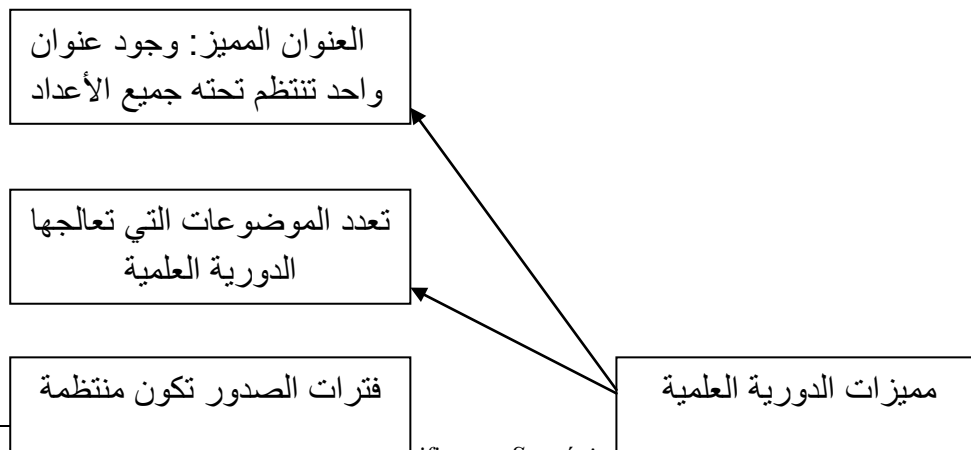 العنوان المميز: وجود عنوان
واحد تنتظم تحته جميع الأعداد
تعدد الموضوعات التي تعالجها
الدورية العلمية
فترات الصدور تكون منتظمة
مميزات الدورية العلمية